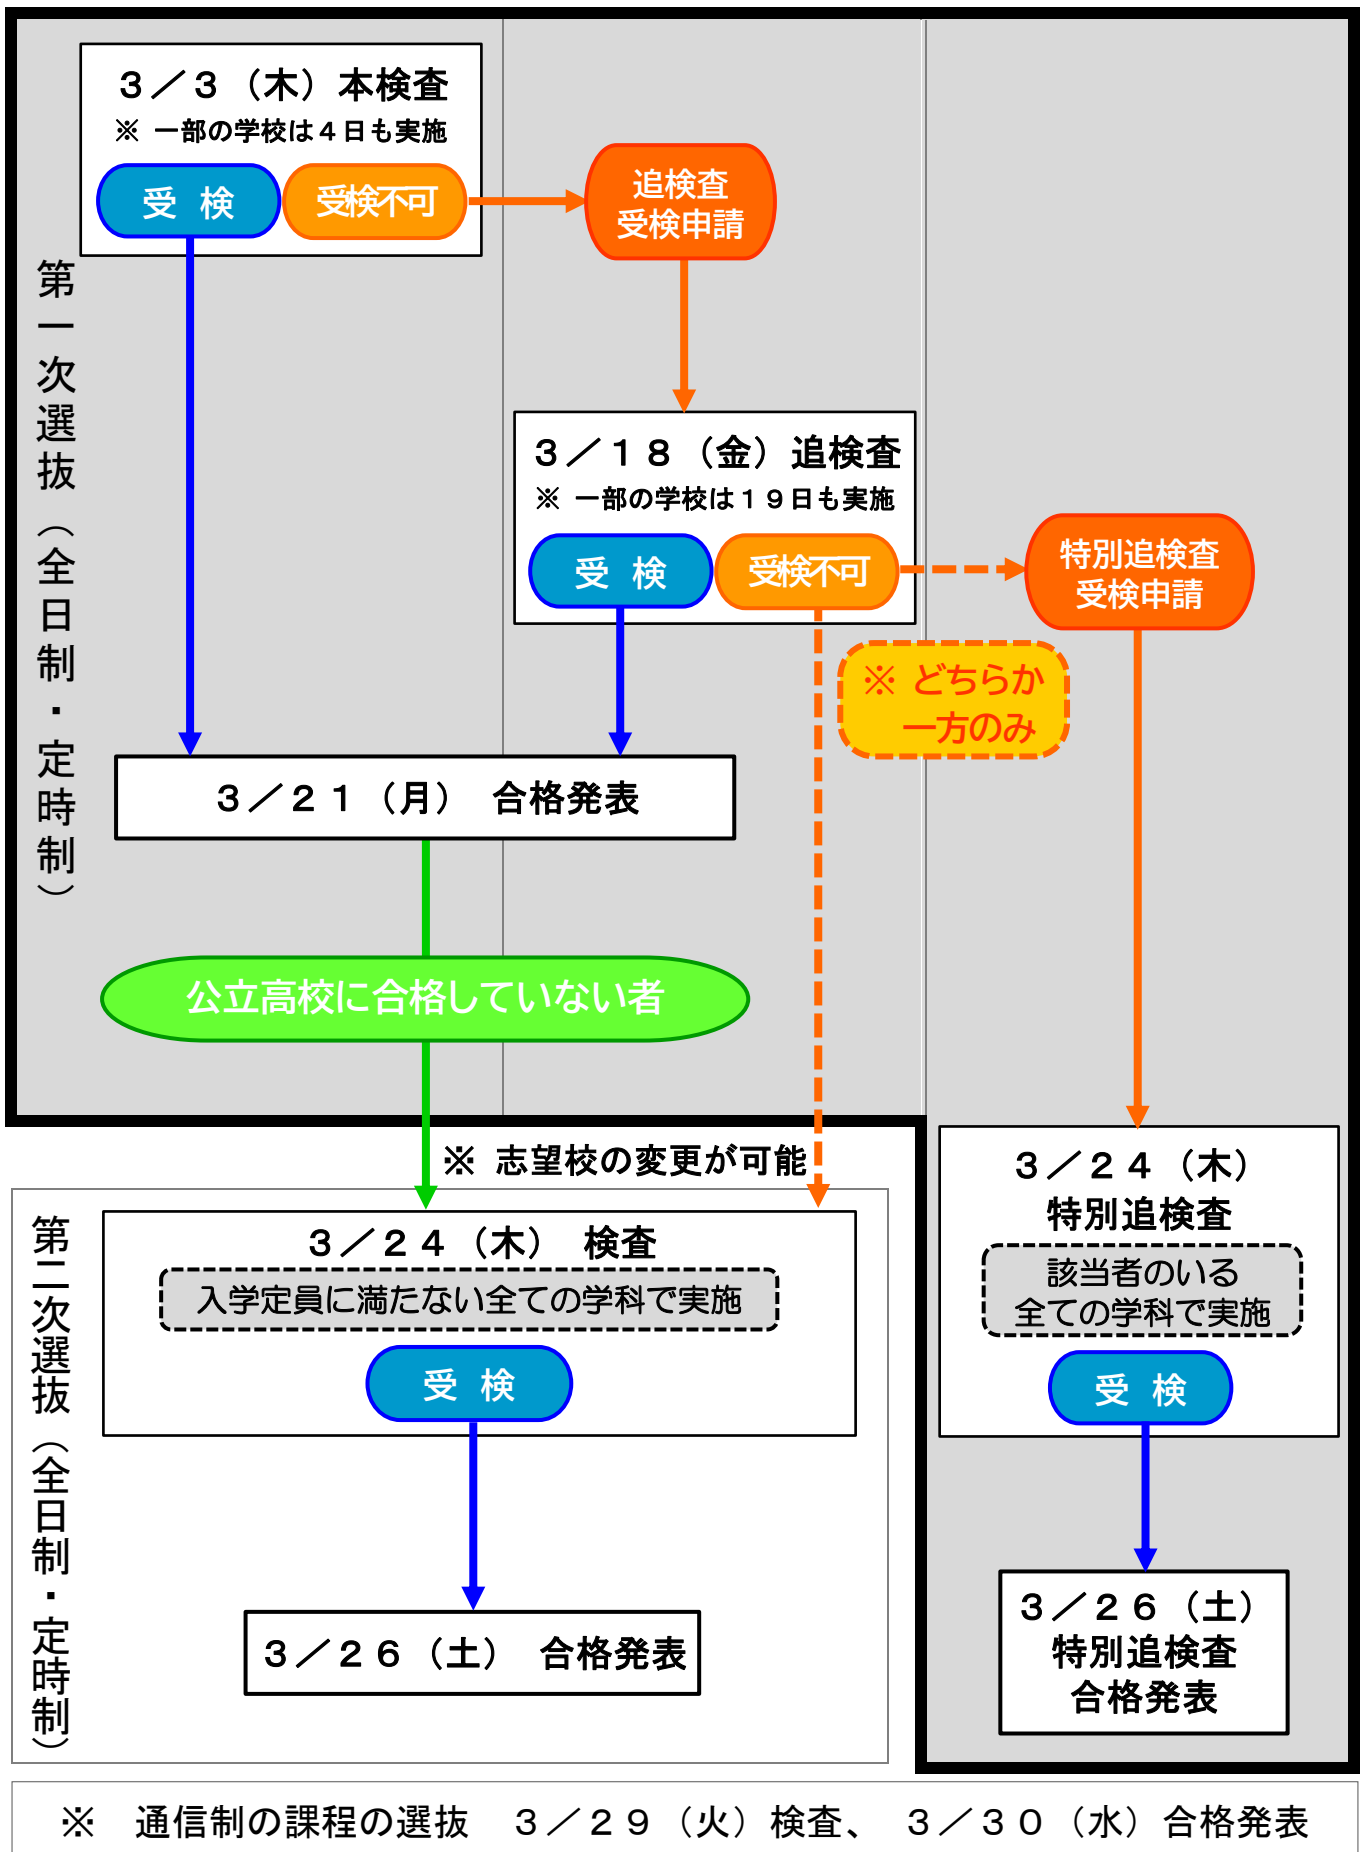 第一次選抜（全日制・定時制）
３／３（木）本検査
※ 一部の学校は４日も実施
受 検
受検不可
追検査
受検申請
３／１８（金）追検査
※ 一部の学校は１９日も実施
受 検
受検不可
特別追検査
受検申請
※ どちらか
一方のみ
３／２１（月） 合格発表
公立高校に合格していない者
※ 志望校の変更が可能
第二次選抜（全日制・定時制）
３／２４（木） 検査
入学定員に満たない全ての学科で実施
受 検
３／２６（土） 合格発表
３／２４（木）
特別追検査
該当者のいる
全ての学科で実施
受 検
３／２６（土）
特別追検査
合格発表
※ 通信制の課程の選抜 ３／２９（火）検査、 ３／３０（水）合格発表